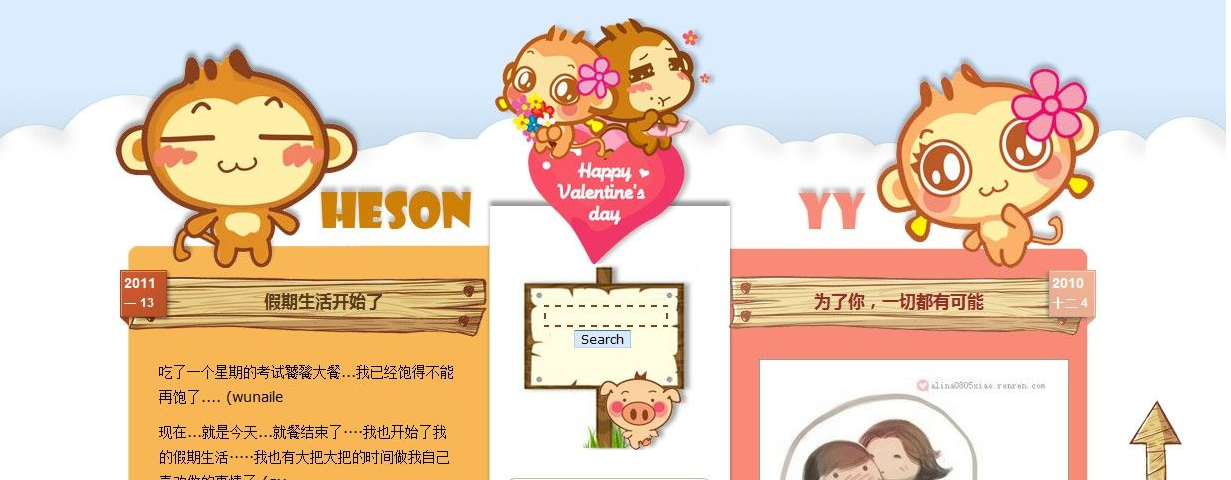 Happy
Valentine's
day
HESON
YY
2011
一 13
假期生活开始了
吃了一个星期的考试饕餮大餐...我已经饱得不能
再饱了.... (wunaile
现在...就是今天...就餐结束了····我也开始了我
的假期生活·····我也有大把大把的时间做我自己
Search
2010
十二 4
为了你，一切都有可能
alina0805xiao.renren.com